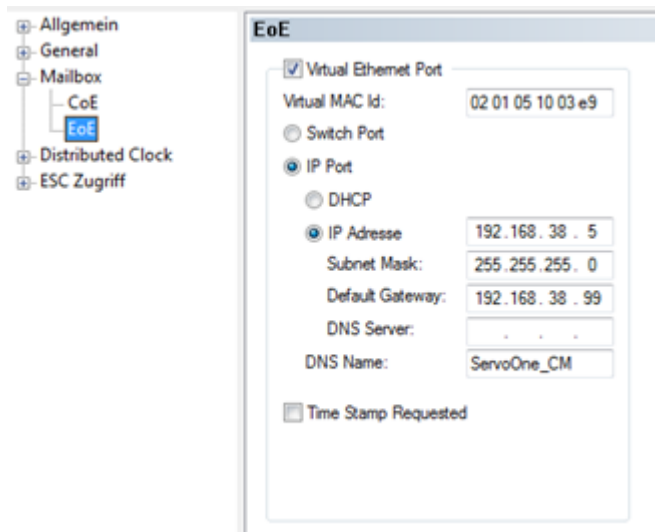 Allgemein
General
Mailbox
CoE
EoE
Distributed Clock
ESC Zugriff
EoE
Virtual Ethernet Port
Virtual MAC Id: 02 01 05 10 03 e9
Switch Port
IP Port
DHCP
IP Adresse 192 . 168 . 38 . 5
Subnet Mask: 255 . 255 . 255 . 0
Default Gateway: 192 . 168 . 38 . 99
DNS Server: . . .
DNS Name: ServoOne_CM
Time Stamp Requested